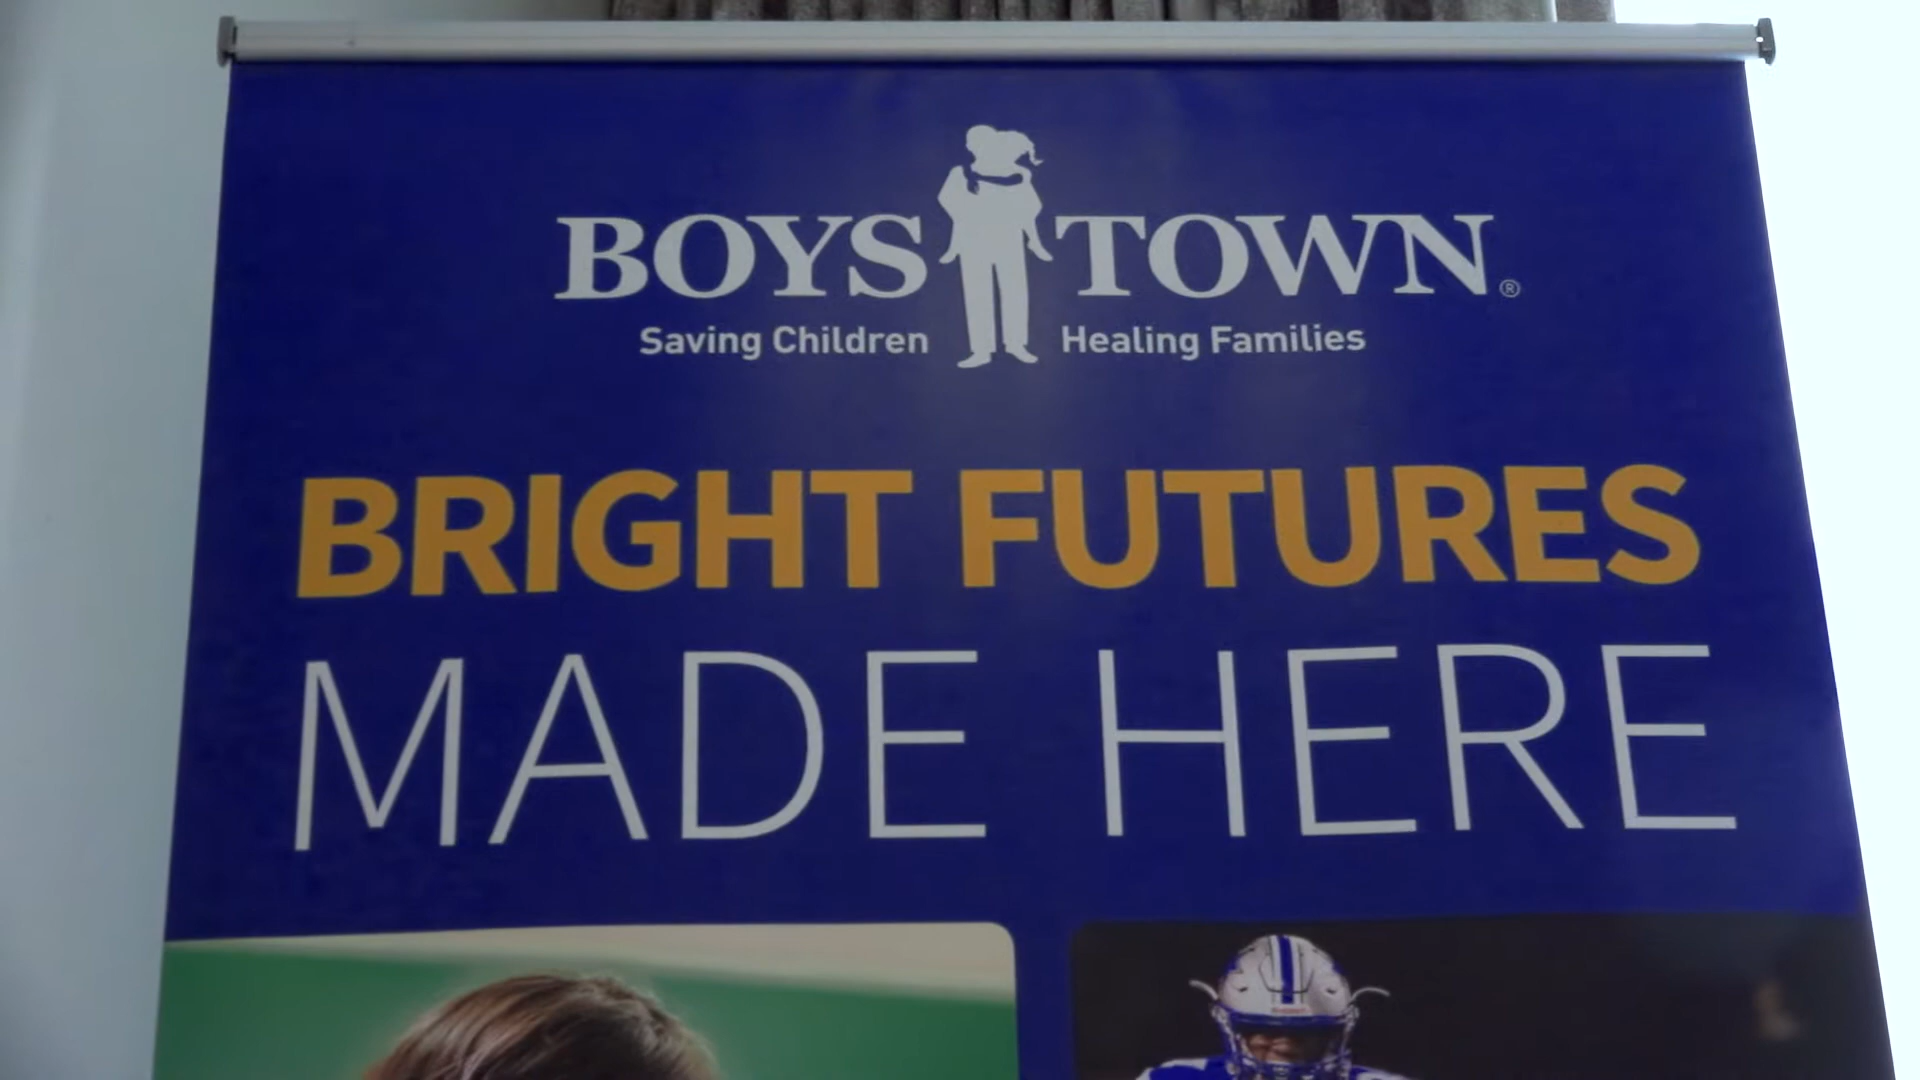 BOYS TOWN®
Saving Children Healing Families
BRIGHT FUTURES
MADE HERE